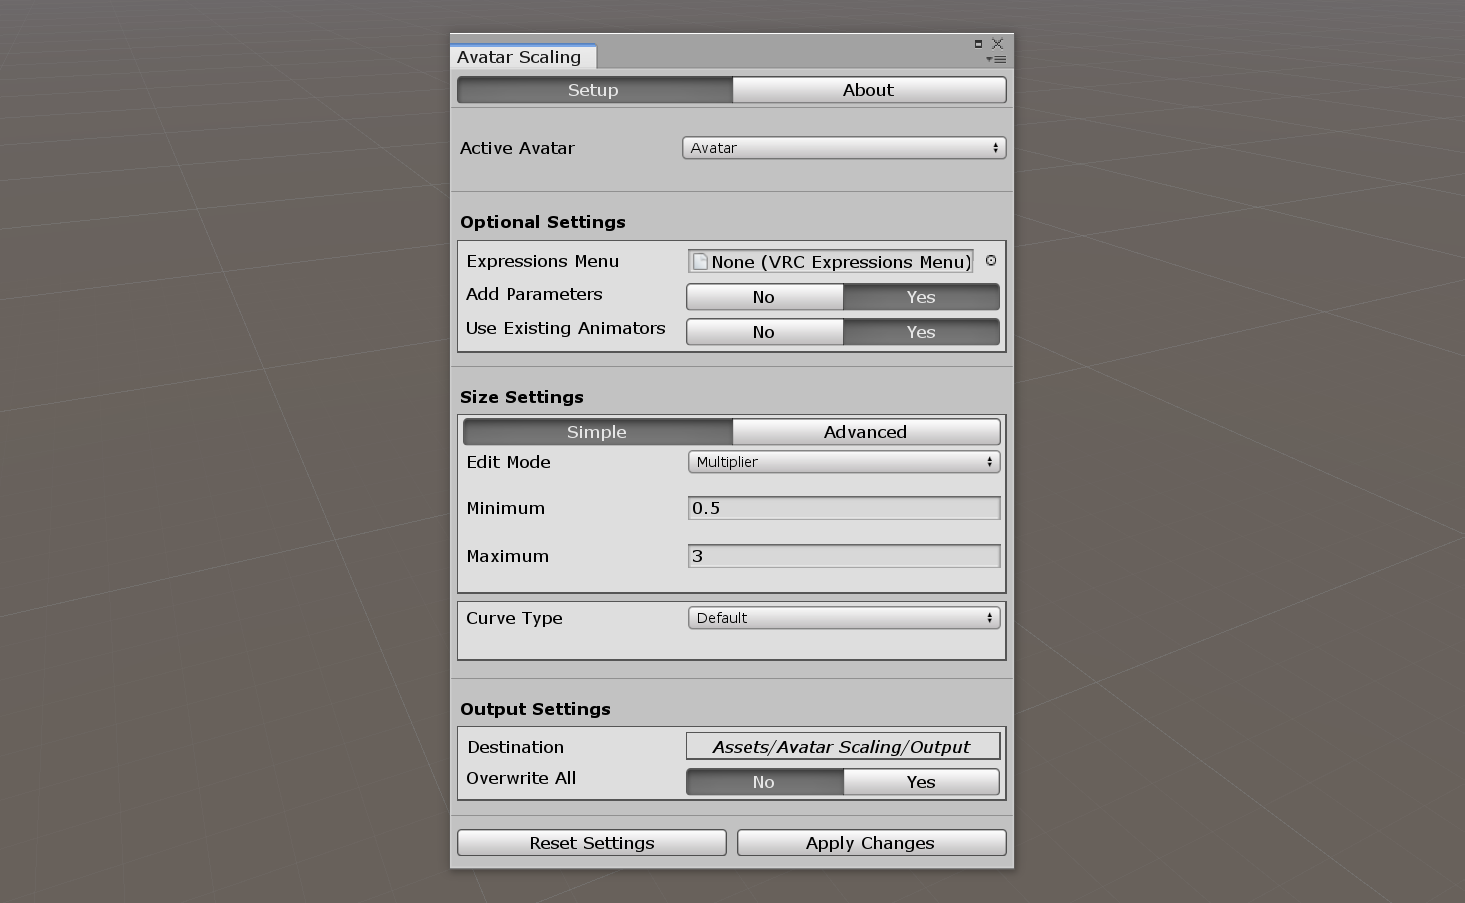 Avatar Scaling
Setup About
Active Avatar Avatar
Optional Settings
Expressions Menu None (VRC Expressions Menu)
Add Parameters No Yes
Use Existing Animators No Yes
Size Settings
Simple Advanced
Edit Mode Multiplier
Minimum 0.5
Maximum 3
Curve Type Default
Output Settings
Destination Assets/Avatar Scaling/Output
Overwrite All No Yes
Reset Settings Apply Changes